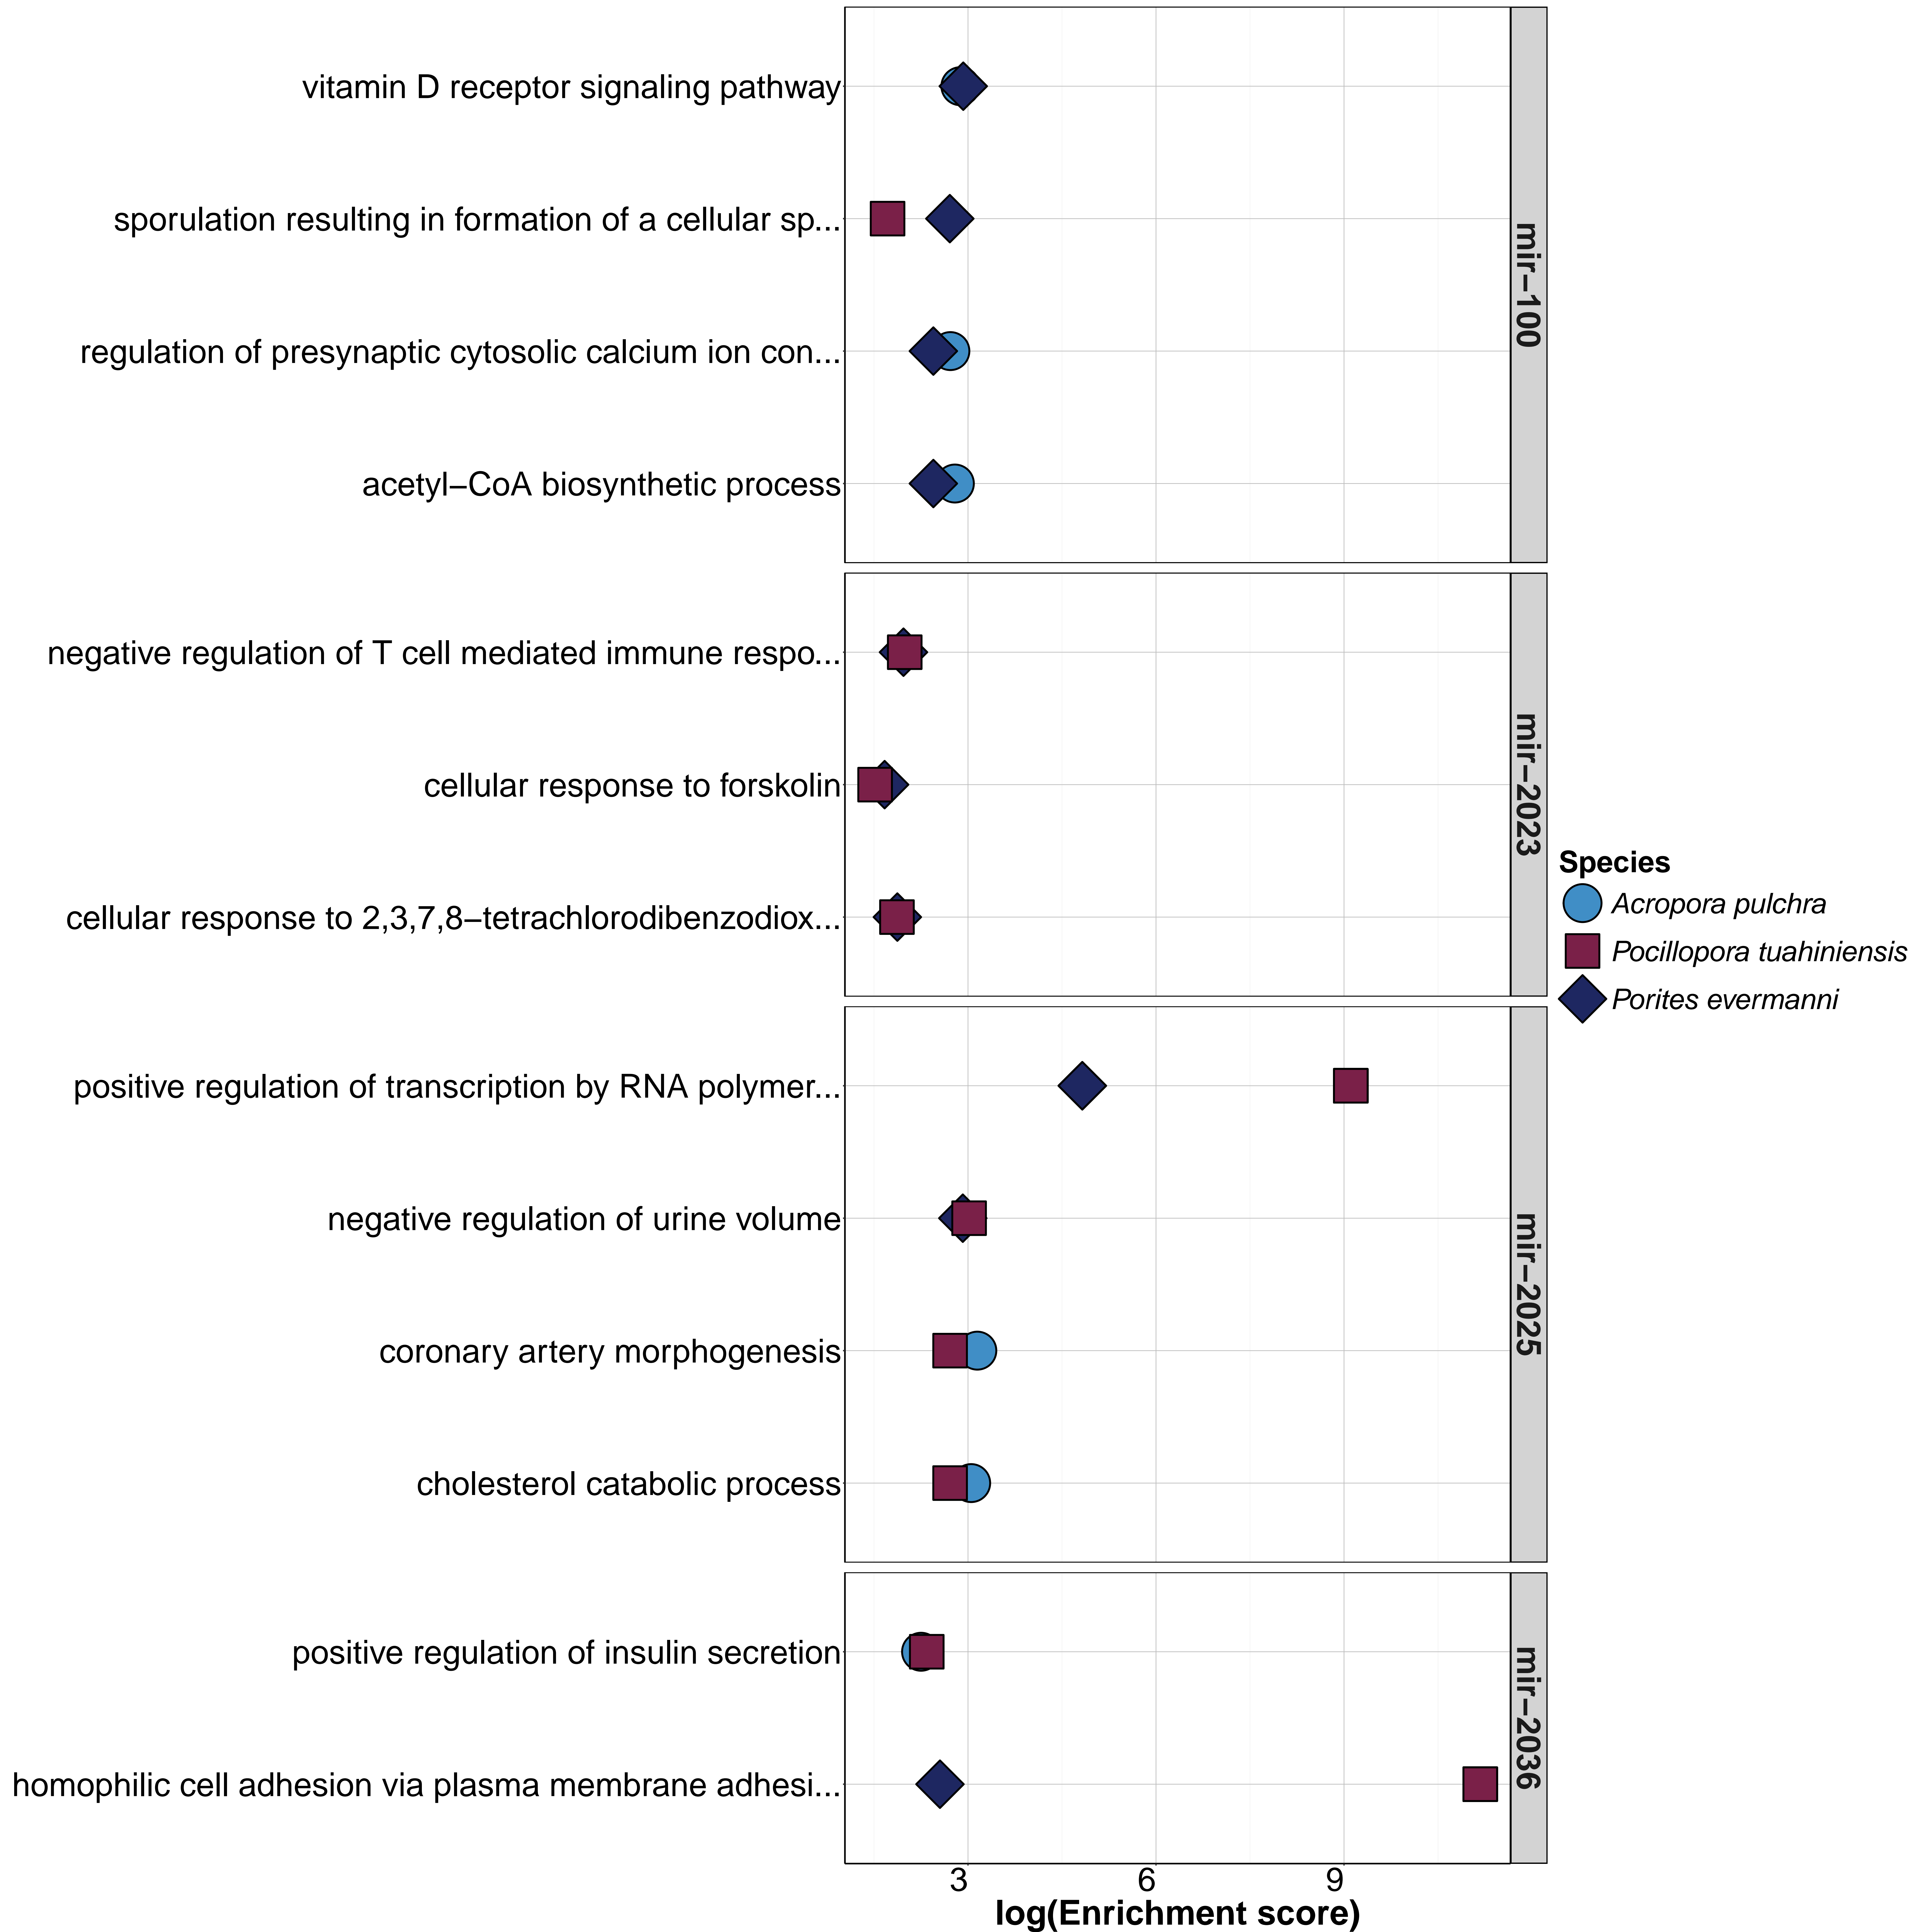 vitamin D receptor signaling pathway
sporulation resulting in formation of a cellular sp...
regulation of presynaptic cytosolic calcium ion con...
acetyl−CoA biosynthetic process
mir−100
negative regulation of T cell mediated immune respo...
cellular response to forskolin
cellular response to 2,3,7,8−tetrachlorodibenzodiox...
mir−2023
positive regulation of transcription by RNA polymer...
negative regulation of urine volume
coronary artery morphogenesis
cholesterol catabolic process
mir−2025
positive regulation of insulin secretion
homophilic cell adhesion via plasma membrane adhesi...
mir−2036
3 6 9
log(Enrichment score)
Species
Acropora pulchra
Pocillopora tuahiniensis
Porites evermanni